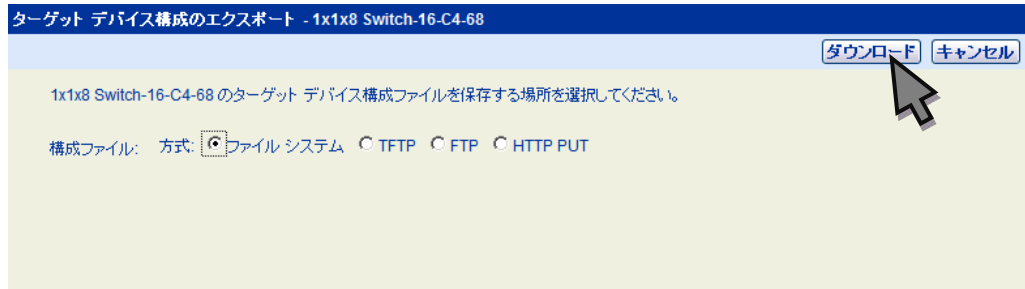 ターゲット デバイス構成のエクスポート - 1x1x8 Switch-16-C4-68
ダウンロード キャンセル
1x1x8 Switch-16-C4-68 のターゲット デバイス構成ファイルを保存する場所を選択してください。
構成ファイル: 方式: ファイル システム TFTP FTP HTTP PUT